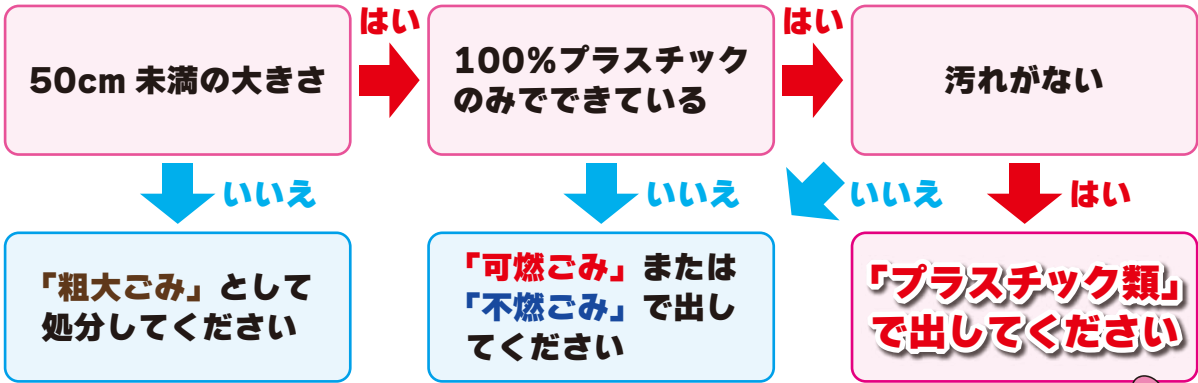 はい
はい
50cm 未満の大きさ
100%プラスチック
のみでできている
汚れがない
いいえ
いいえ
いいえ
はい
「粗大ごみ」として
処分してください
「可燃ごみ」または
「不燃ごみ」で出し
てください
「プラスチック類」
で出してください